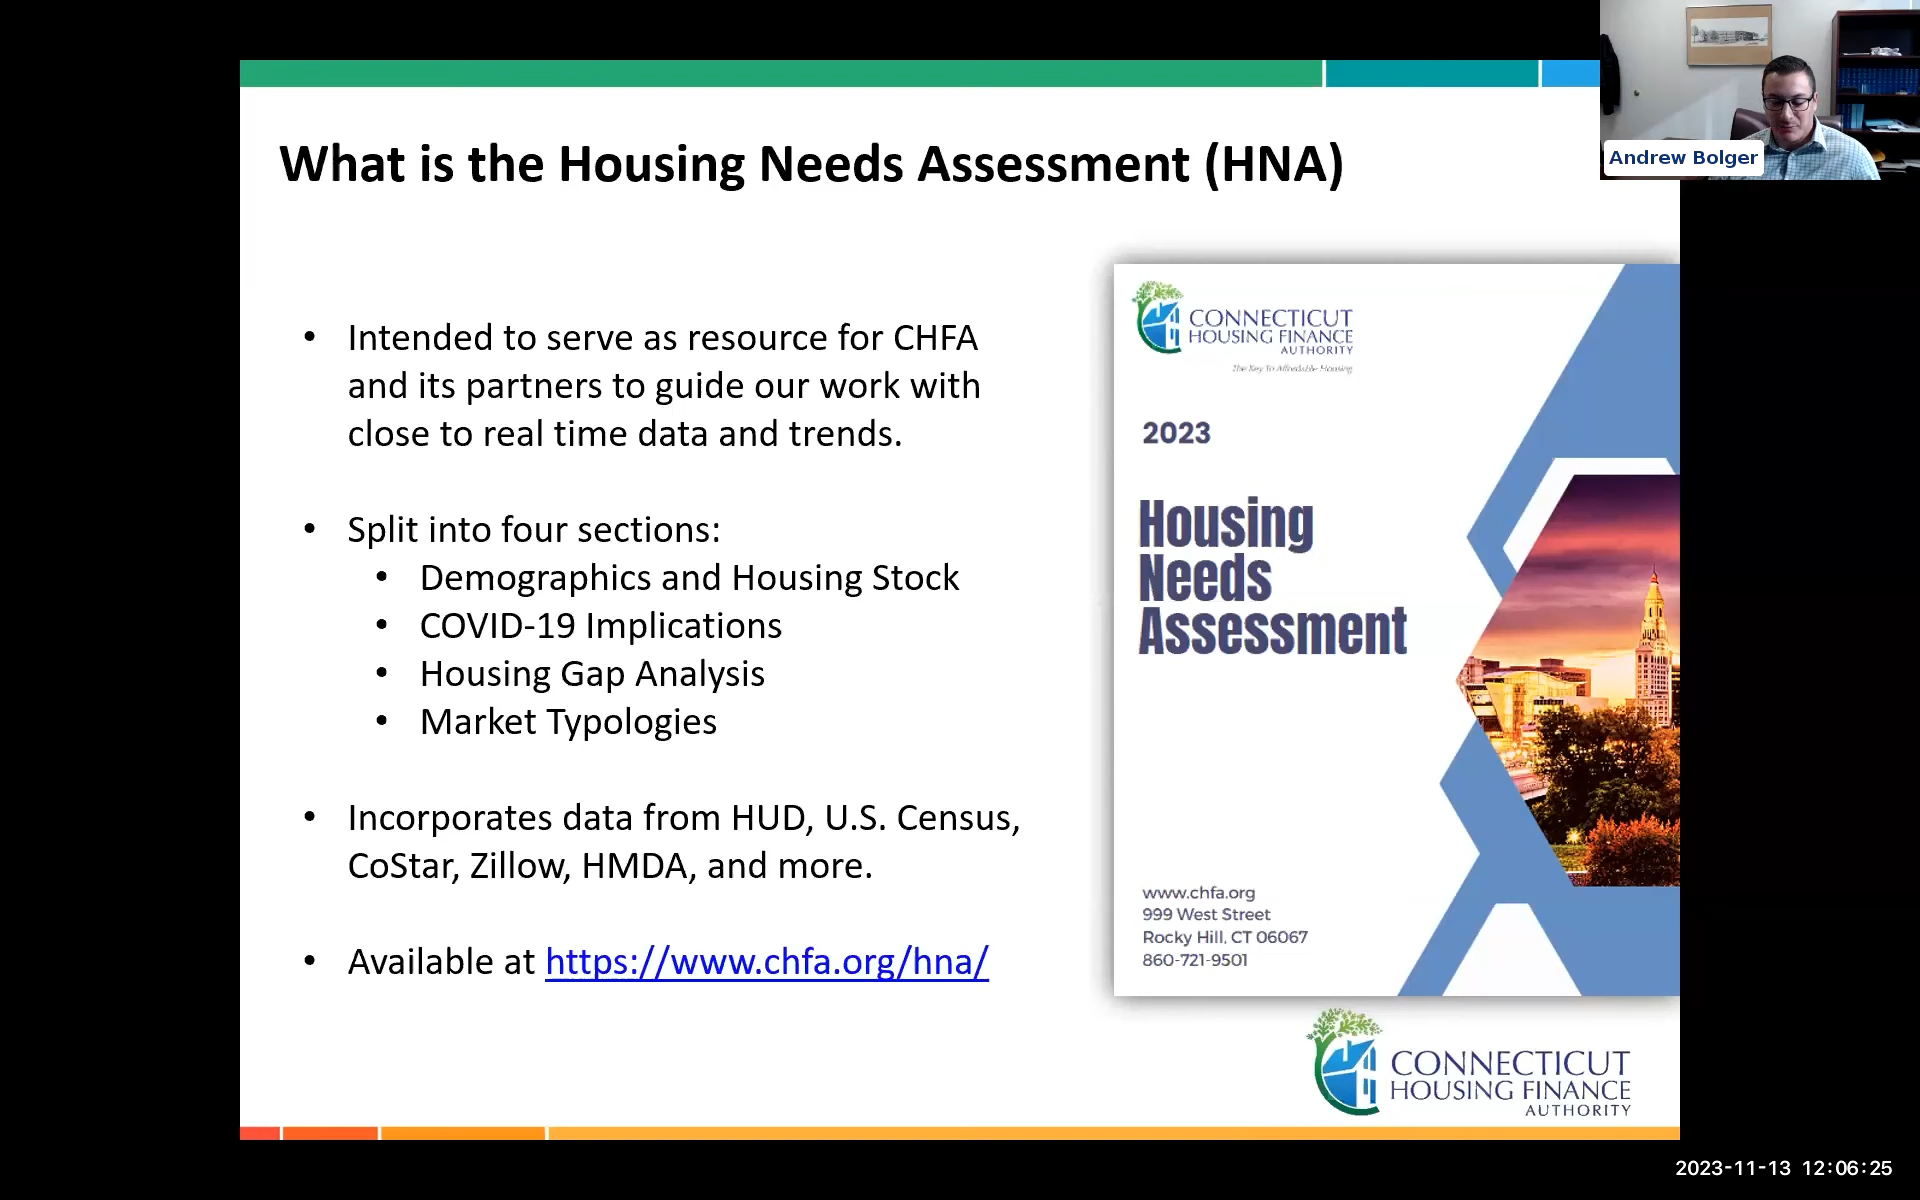 Andrew Bolger
What is the Housing Needs Assessment (HNA)
• Intended to serve as resource for CHFA
and its partners to guide our work with
close to real time data and trends.
• Split into four sections:
• Demographics and Housing Stock
• COVID-19 Implications
• Housing Gap Analysis
• Market Typologies
• Incorporates data from HUD, U.S. Census,
CoStar, Zillow, HMDA, and more.
• Available at https://www.chfa.org/hna/
CONNECTICUT
HOUSING FINANCE
AUTHORITY
The Key To Affordable Housing
2023
Housing
Needs
Assessment
www.chfa.org
999 West Street
Rocky Hill, CT 06067
860-721-9501
CONNECTICUT
HOUSING FINANCE
AUTHORITY
2023-11-13 12:06:25